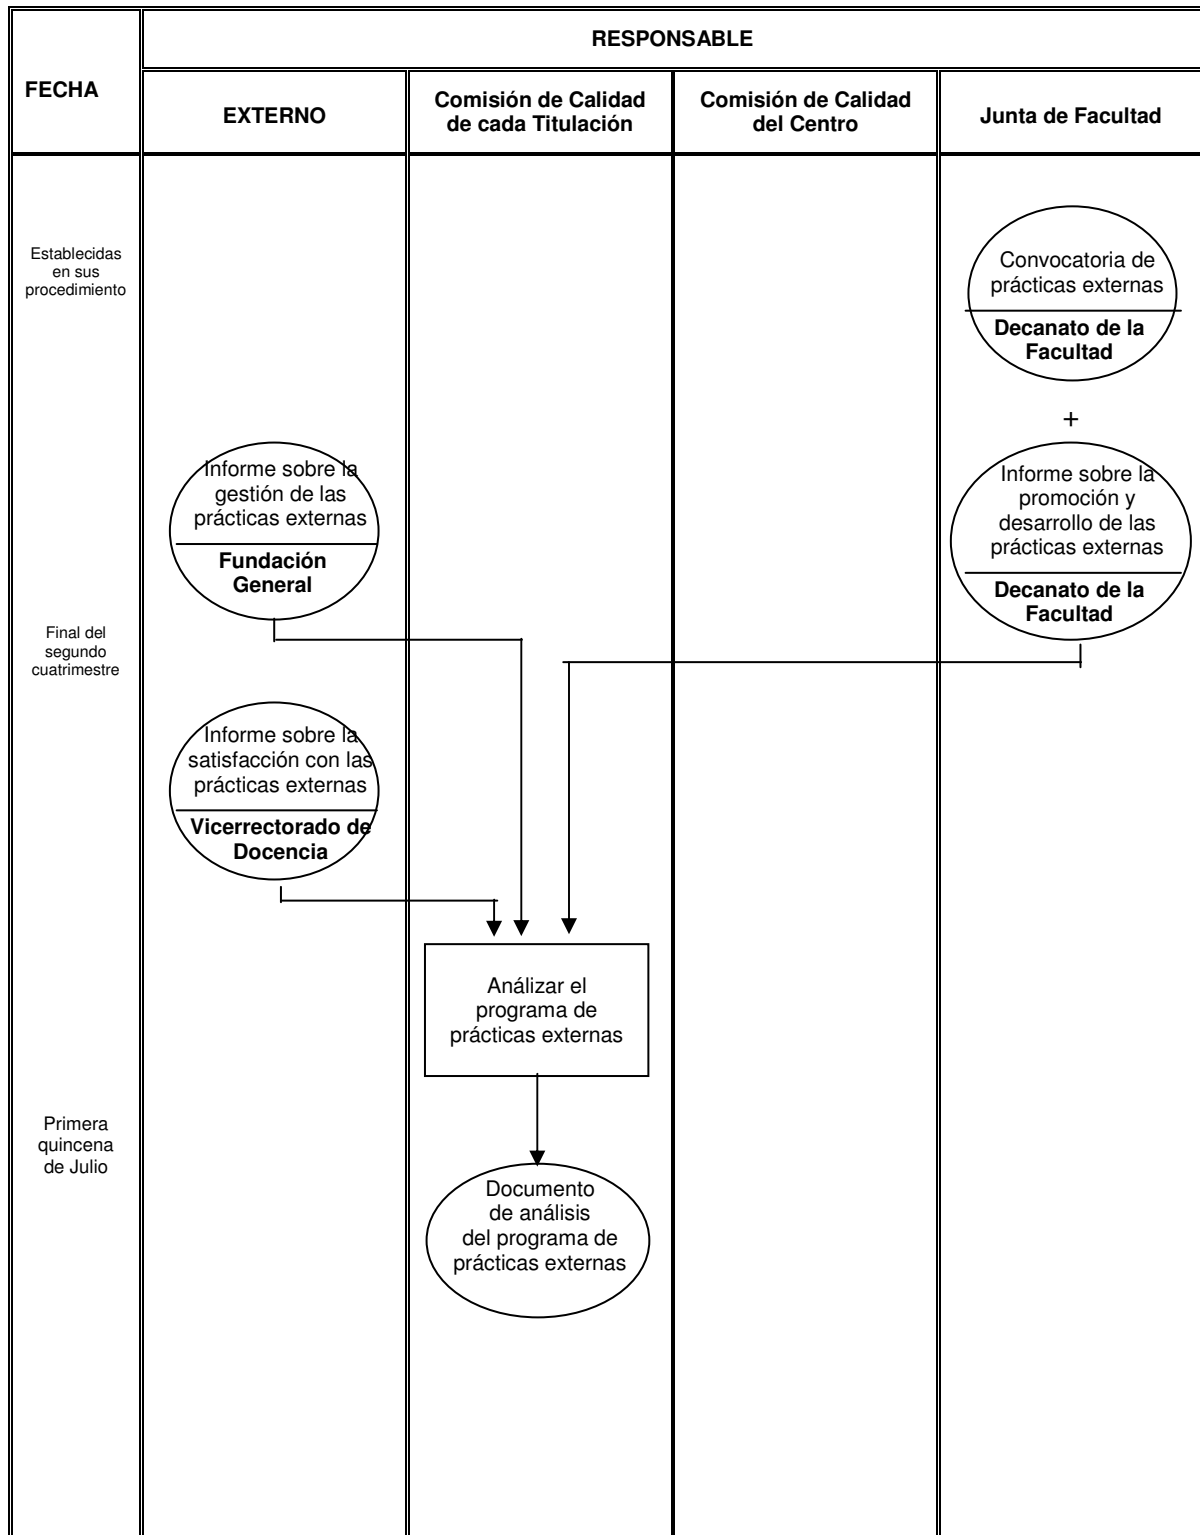 RESPONSABLE
FECHA
EXTERNO
Comisión de Calidad
de cada Titulación
Comisión de Calidad
del Centro
Junta de Facultad
Establecidas
en sus
procedimiento
Convocatoria de
prácticas externas
Decanato de la
Facultad
+
Informe sobre la
gestión de las
prácticas externas
Fundación
General
Informe sobre la
promoción y
desarrollo de las
prácticas externas
Decanato de la
Facultad
Final del
segundo
cuatrimestre
Informe sobre la
satisfacción con las
prácticas externas
Vicerrectorado de
Docencia
Análizar el
programa de
prácticas externas
Primera
quincena
de Julio
Documento
de análisis
del programa de
prácticas externas